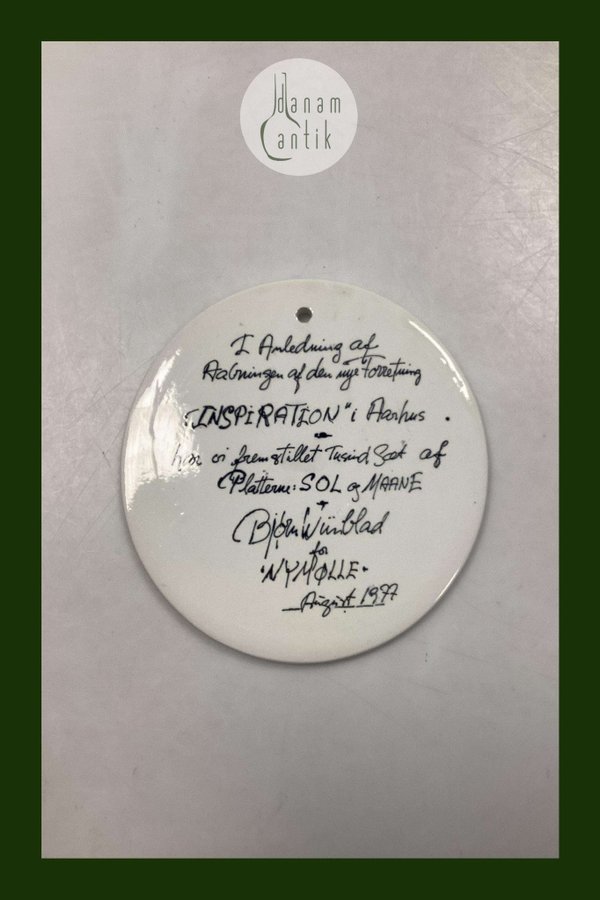 danam
antik
I Anledning af
Aabningen af den nye Forretning
"INSPIRATION" i Aarhus .
har vi fremstillet Tusind Sæt af
Platterne: SOL og MAANE
Bjørn Wiinblad
for
"NYMØLLE"
August 1977